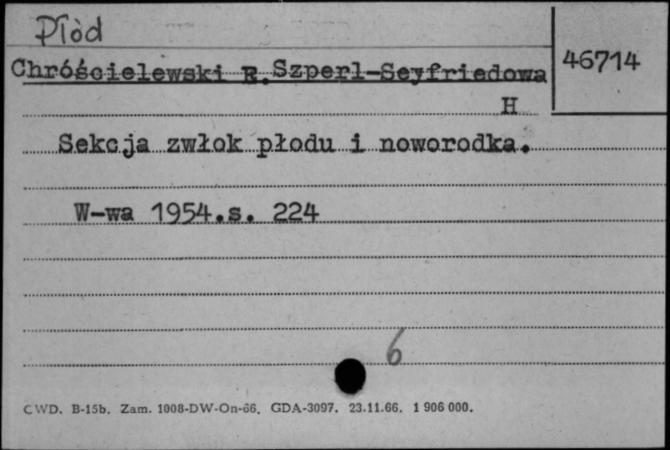 Płód
46714
Chróścielewski E. Szperl-Seyfriedowa
H
Sekcja zwłok płodu i noworodka.
W-wa 1954.s. 224
6
CWD. B-15b. Zam. 1008-DW-On-66. GDA-3097. 23.11.66. 1 906 000.